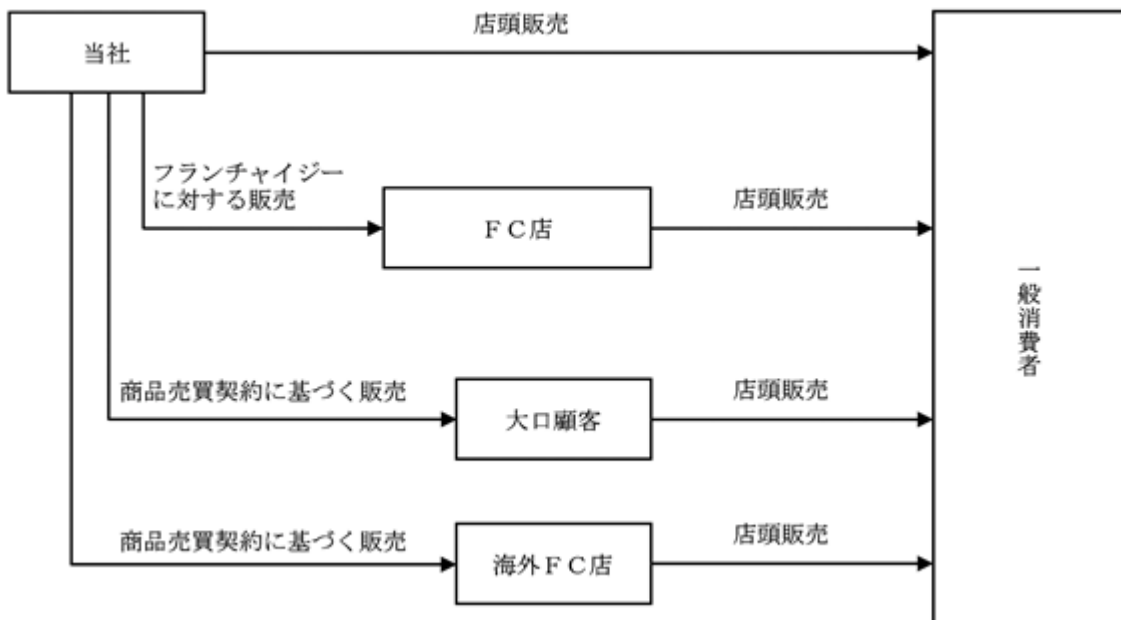 店頭販売
当社
フランチャイジー
に対する販売
店頭販売
ＦＣ店
一般消費者
商品売買契約に基づく販売
店頭販売
大口顧客
商品売買契約に基づく販売
店頭販売
海外ＦＣ店